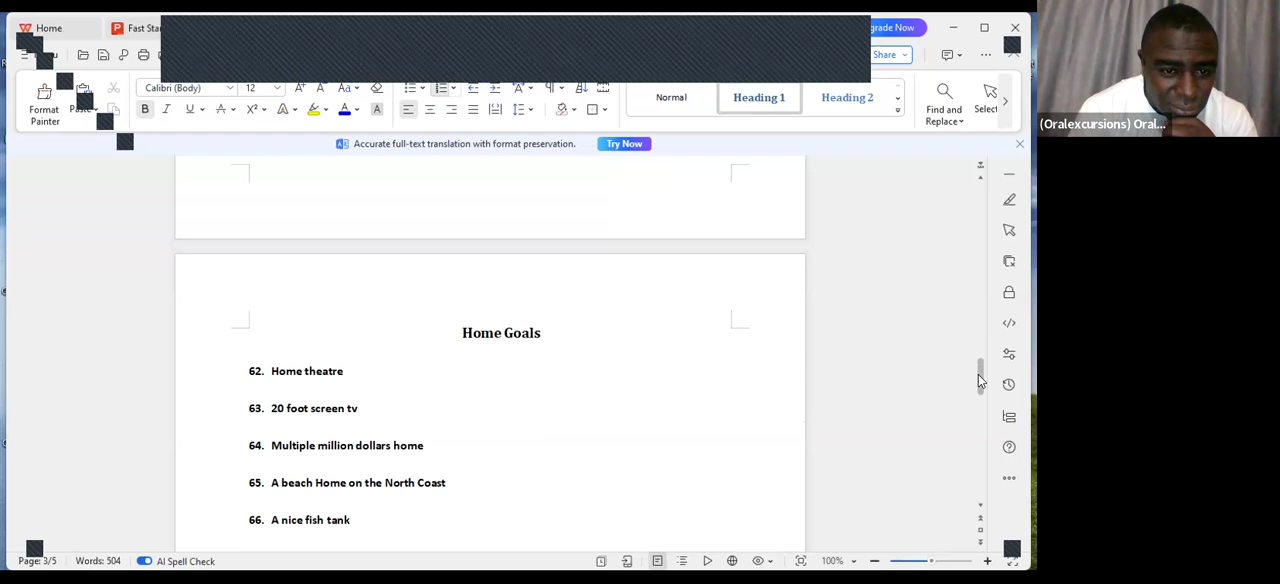 Home
Fast Sta
grade Now
Share
Calibri (Body)
12
Format
Painter
Paste
Normal
Heading 1
Heading 2
Find and
Replace
Select
Accurate full-text translation with format preservation.
Try Now
(Oralexcursions) Oral...
Home Goals
62. Home theatre
63. 20 foot screen tv
64. Multiple million dollars home
65. A beach Home on the North Coast
66. A nice fish tank
Page: 3/5
Words: 504
AI Spell Check
100%